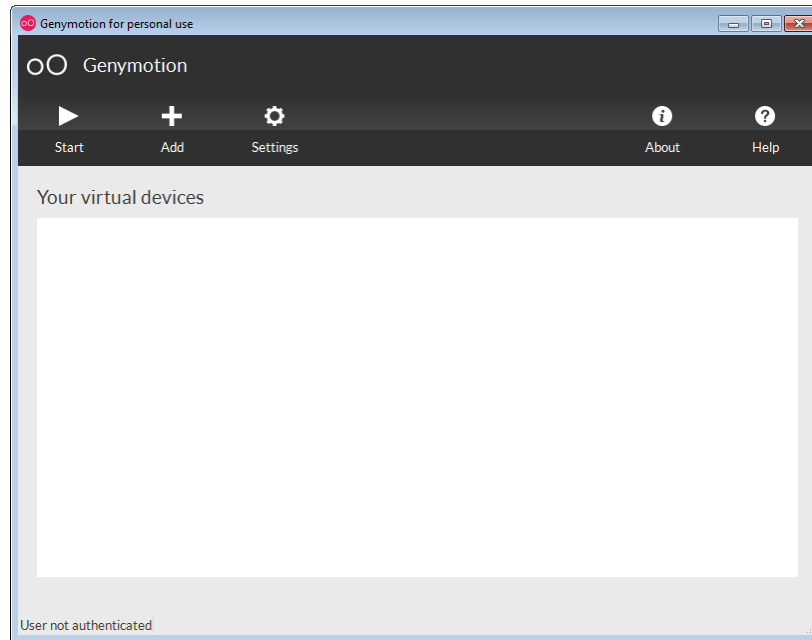 Genymotion for personal use
Genymotion
Start Add Settings About Help
Your virtual devices
User not authenticated